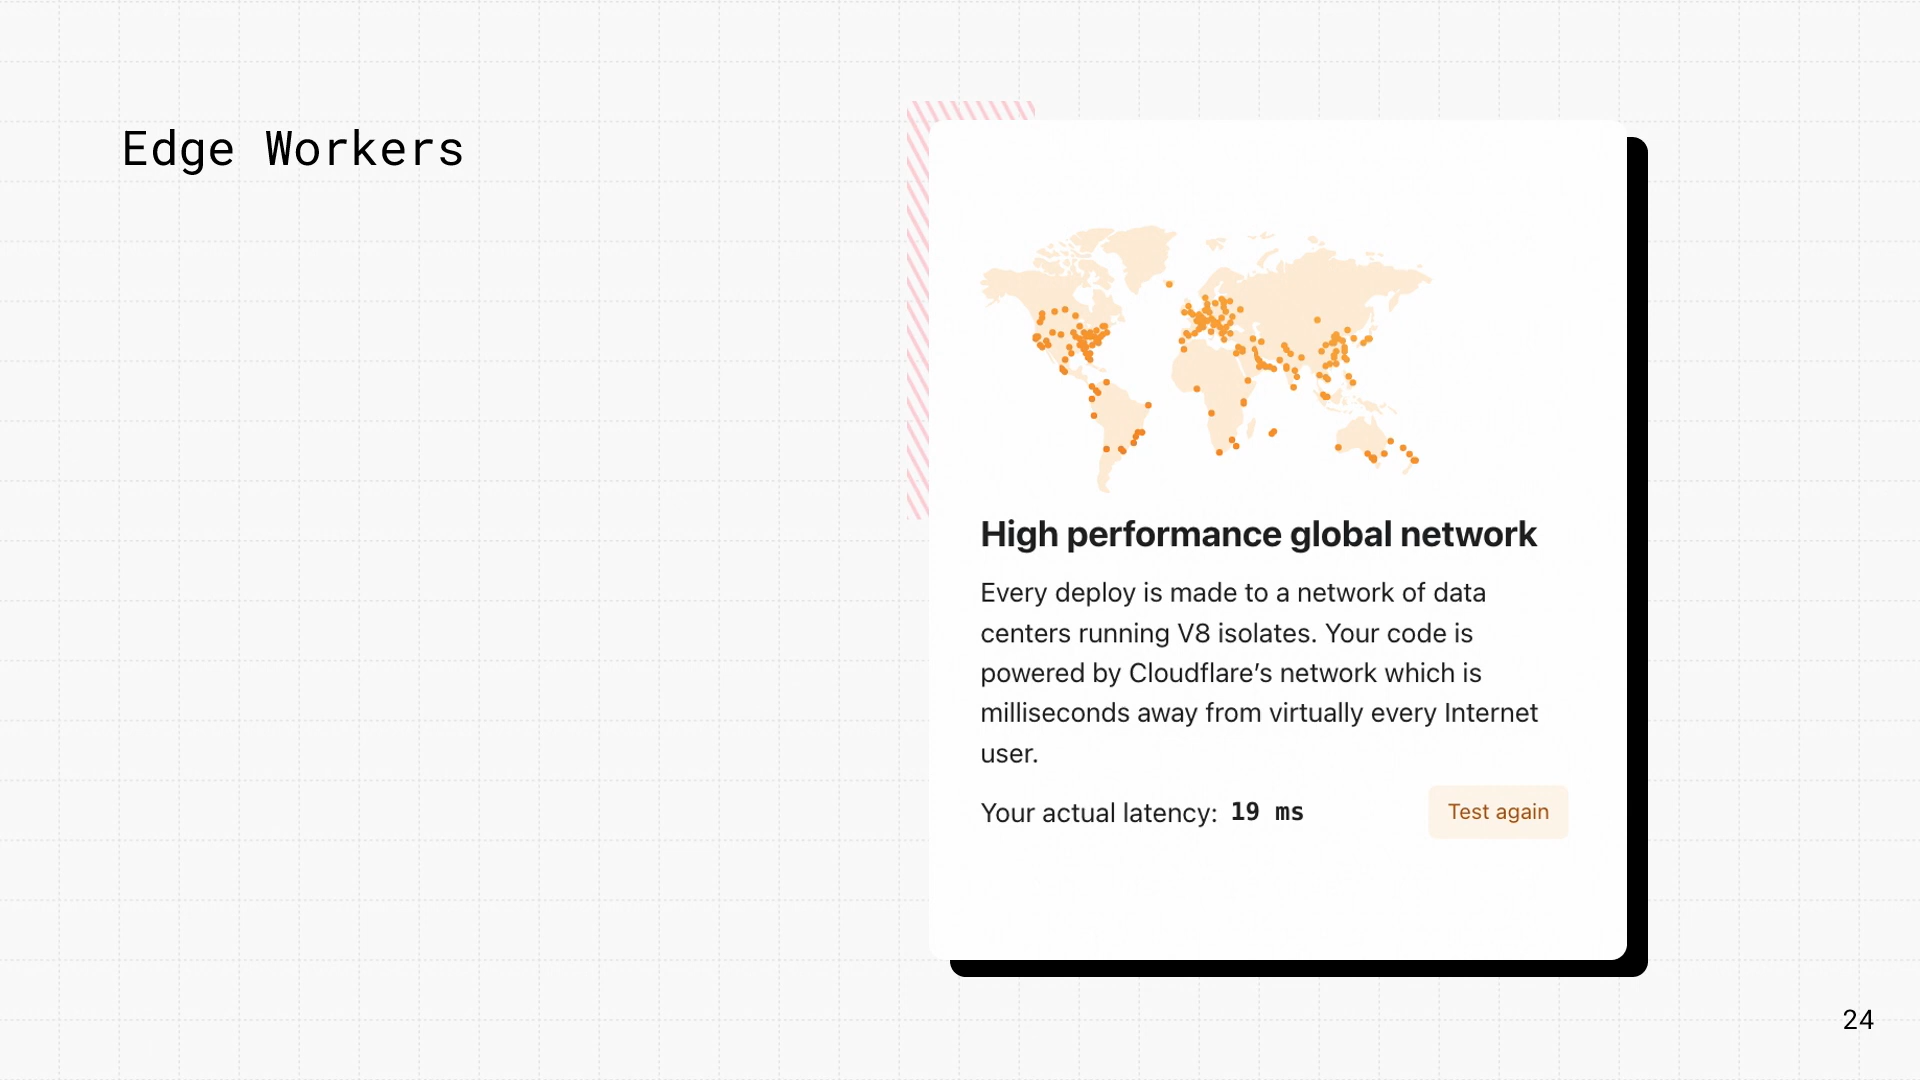 Edge Workers
High performance global network
Every deploy is made to a network of data
centers running V8 isolates. Your code is
powered by Cloudflare’s network which is
milliseconds away from virtually every Internet
user.
Your actual latency: 19 ms
Test again
24